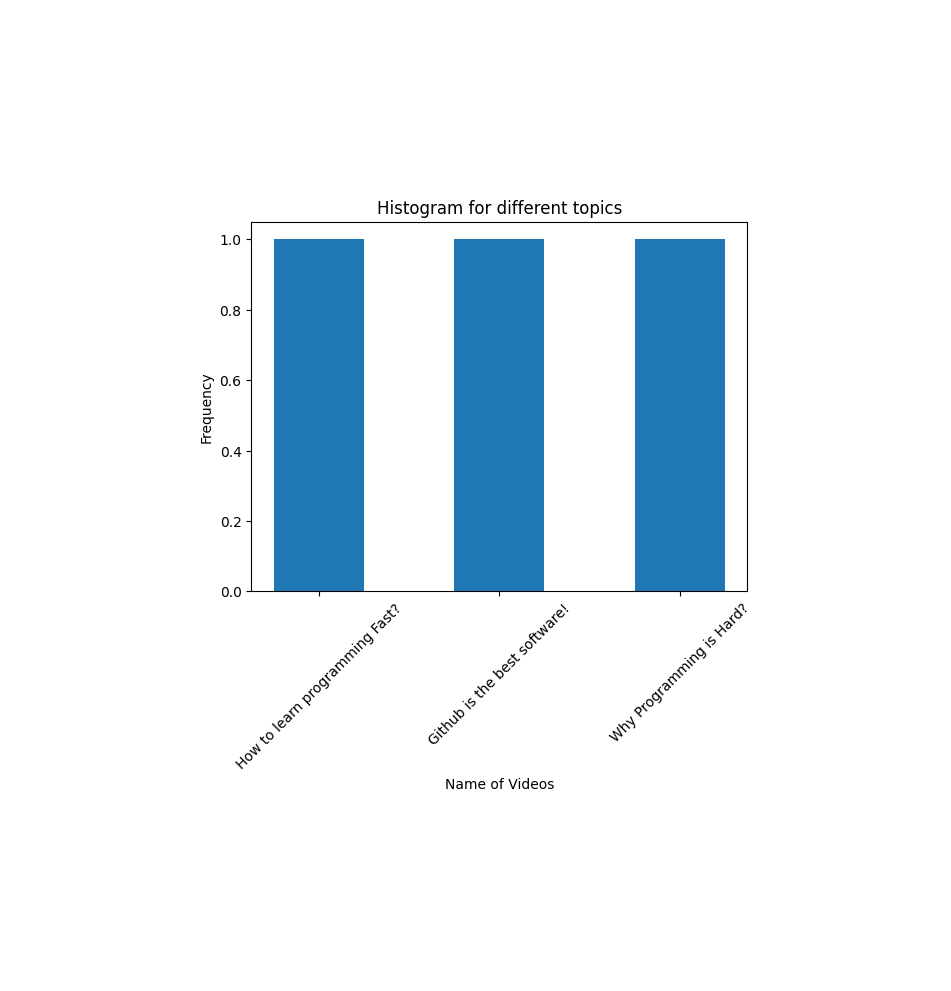 Histogram for different topics
1.0
0.8
0.6
0.4
0.2
0.0
Frequency
How to learn programming Fast?
Github is the best software!
Why Programming is Hard?
Name of Videos